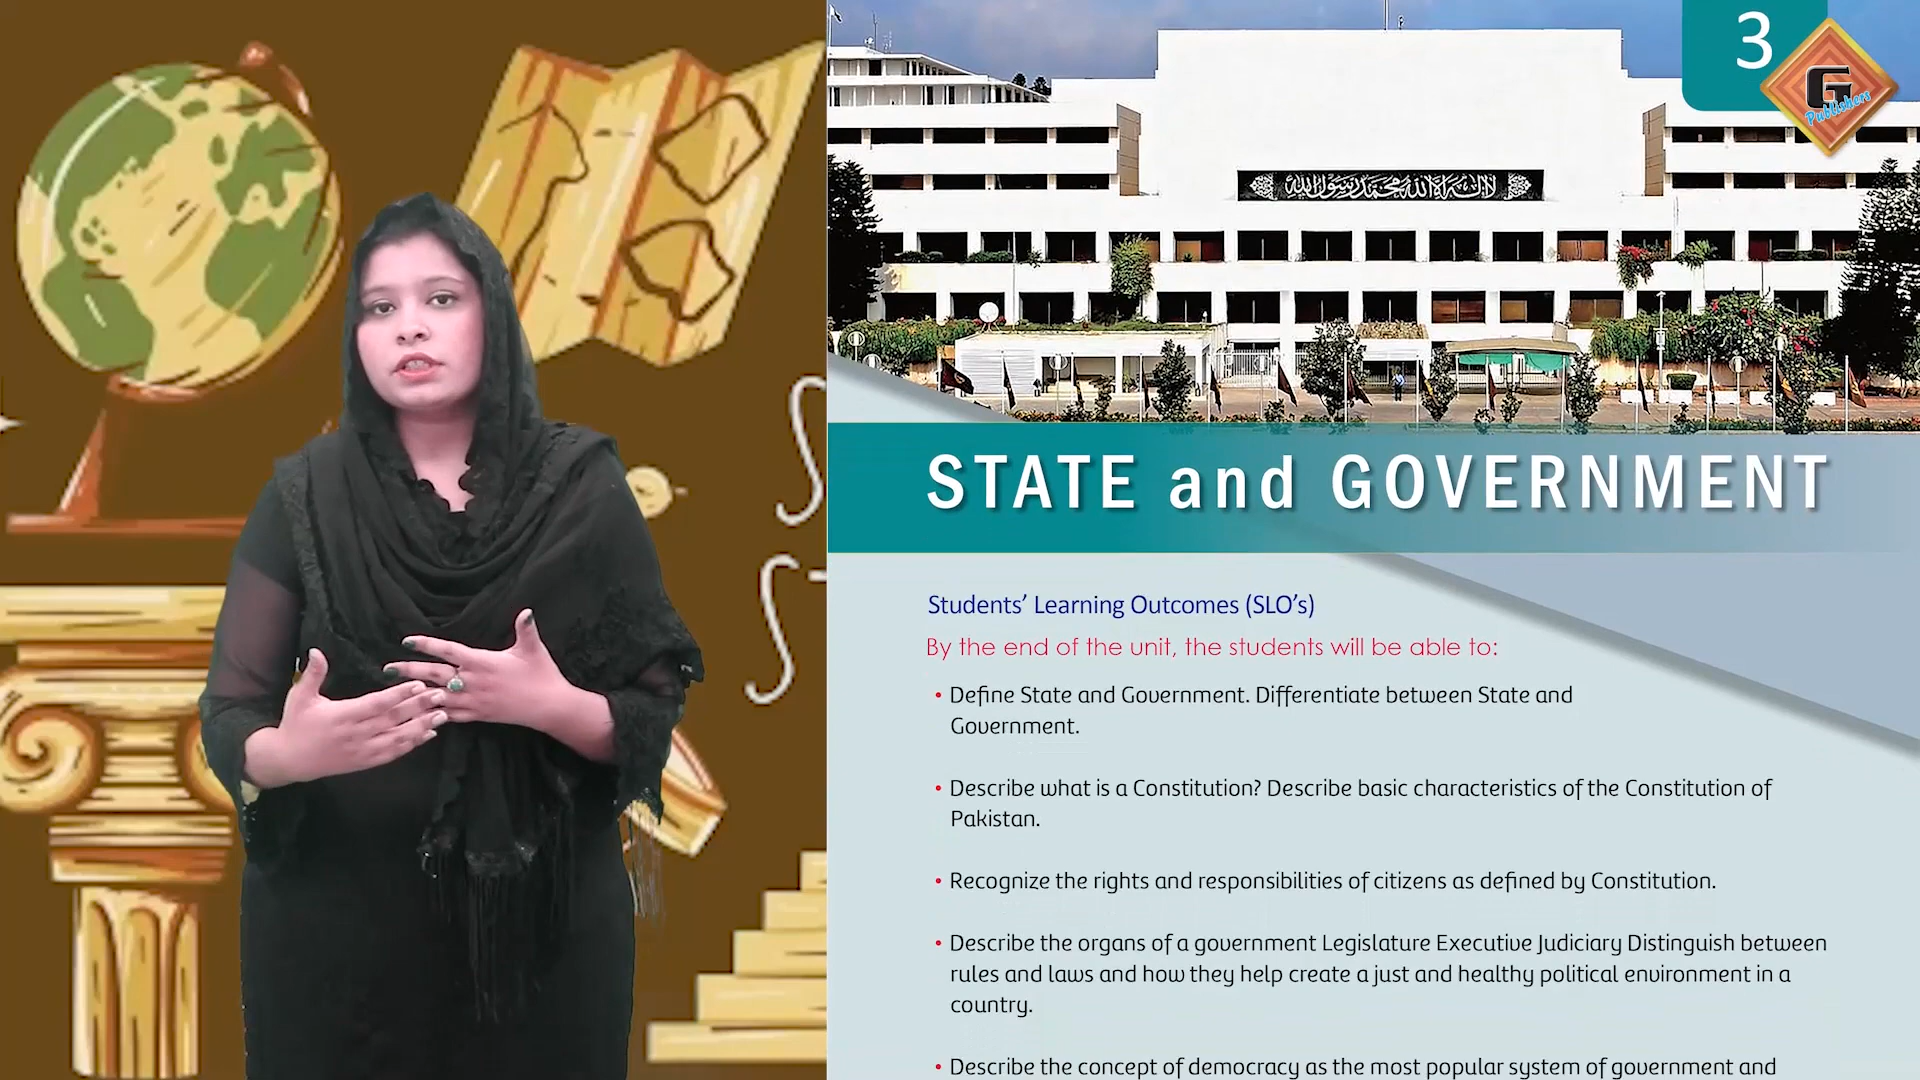 3
G
Publishers
لا اله الا الله محمد رسول الله
STATE and GOVERNMENT
Students’ Learning Outcomes (SLO’s)
By the end of the unit, the students will be able to:
• Define State and Government. Differentiate between State and
Government.
• Describe what is a Constitution? Describe basic characteristics of the Constitution of
Pakistan.
• Recognize the rights and responsibilities of citizens as defined by Constitution.
• Describe the organs of a government Legislature Executive Judiciary Distinguish between
rules and laws and how they help create a just and healthy political environment in a
country.
• Describe the concept of democracy as the most popular system of government and